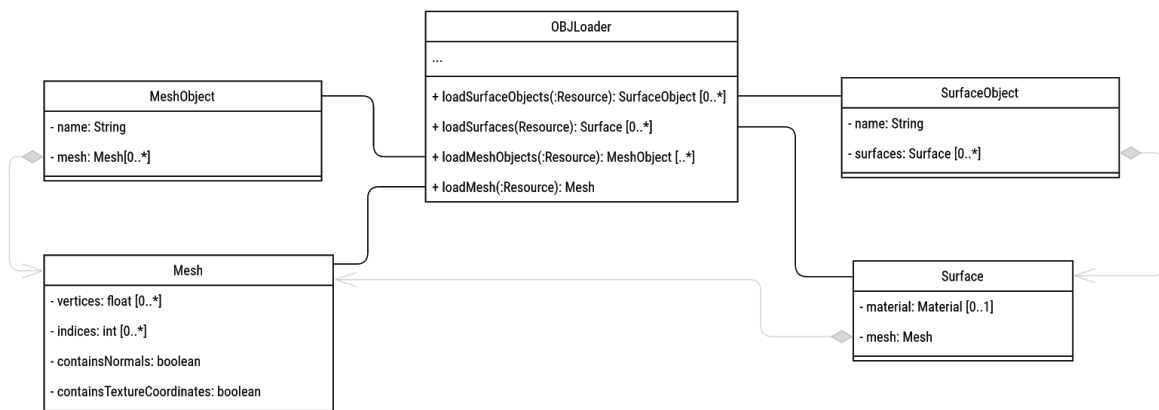 OBJLoader
...
+ loadSurfaceObjects(:Resource): SurfaceObject [0..*]
+ loadSurfaces(Resource): Surface [0..*]
+ loadMeshObjects(:Resource): MeshObject [..*]
+ loadMesh(:Resource): Mesh
MeshObject
- name: String
- mesh: Mesh[0..*]
SurfaceObject
- name: String
- surfaces: Surface [0..*]
Mesh
- vertices: float [0..*]
- indices: int [0..*]
- containsNormals: boolean
- containsTextureCoordinates: boolean
Surface
- material: Material [0..1]
- mesh: Mesh